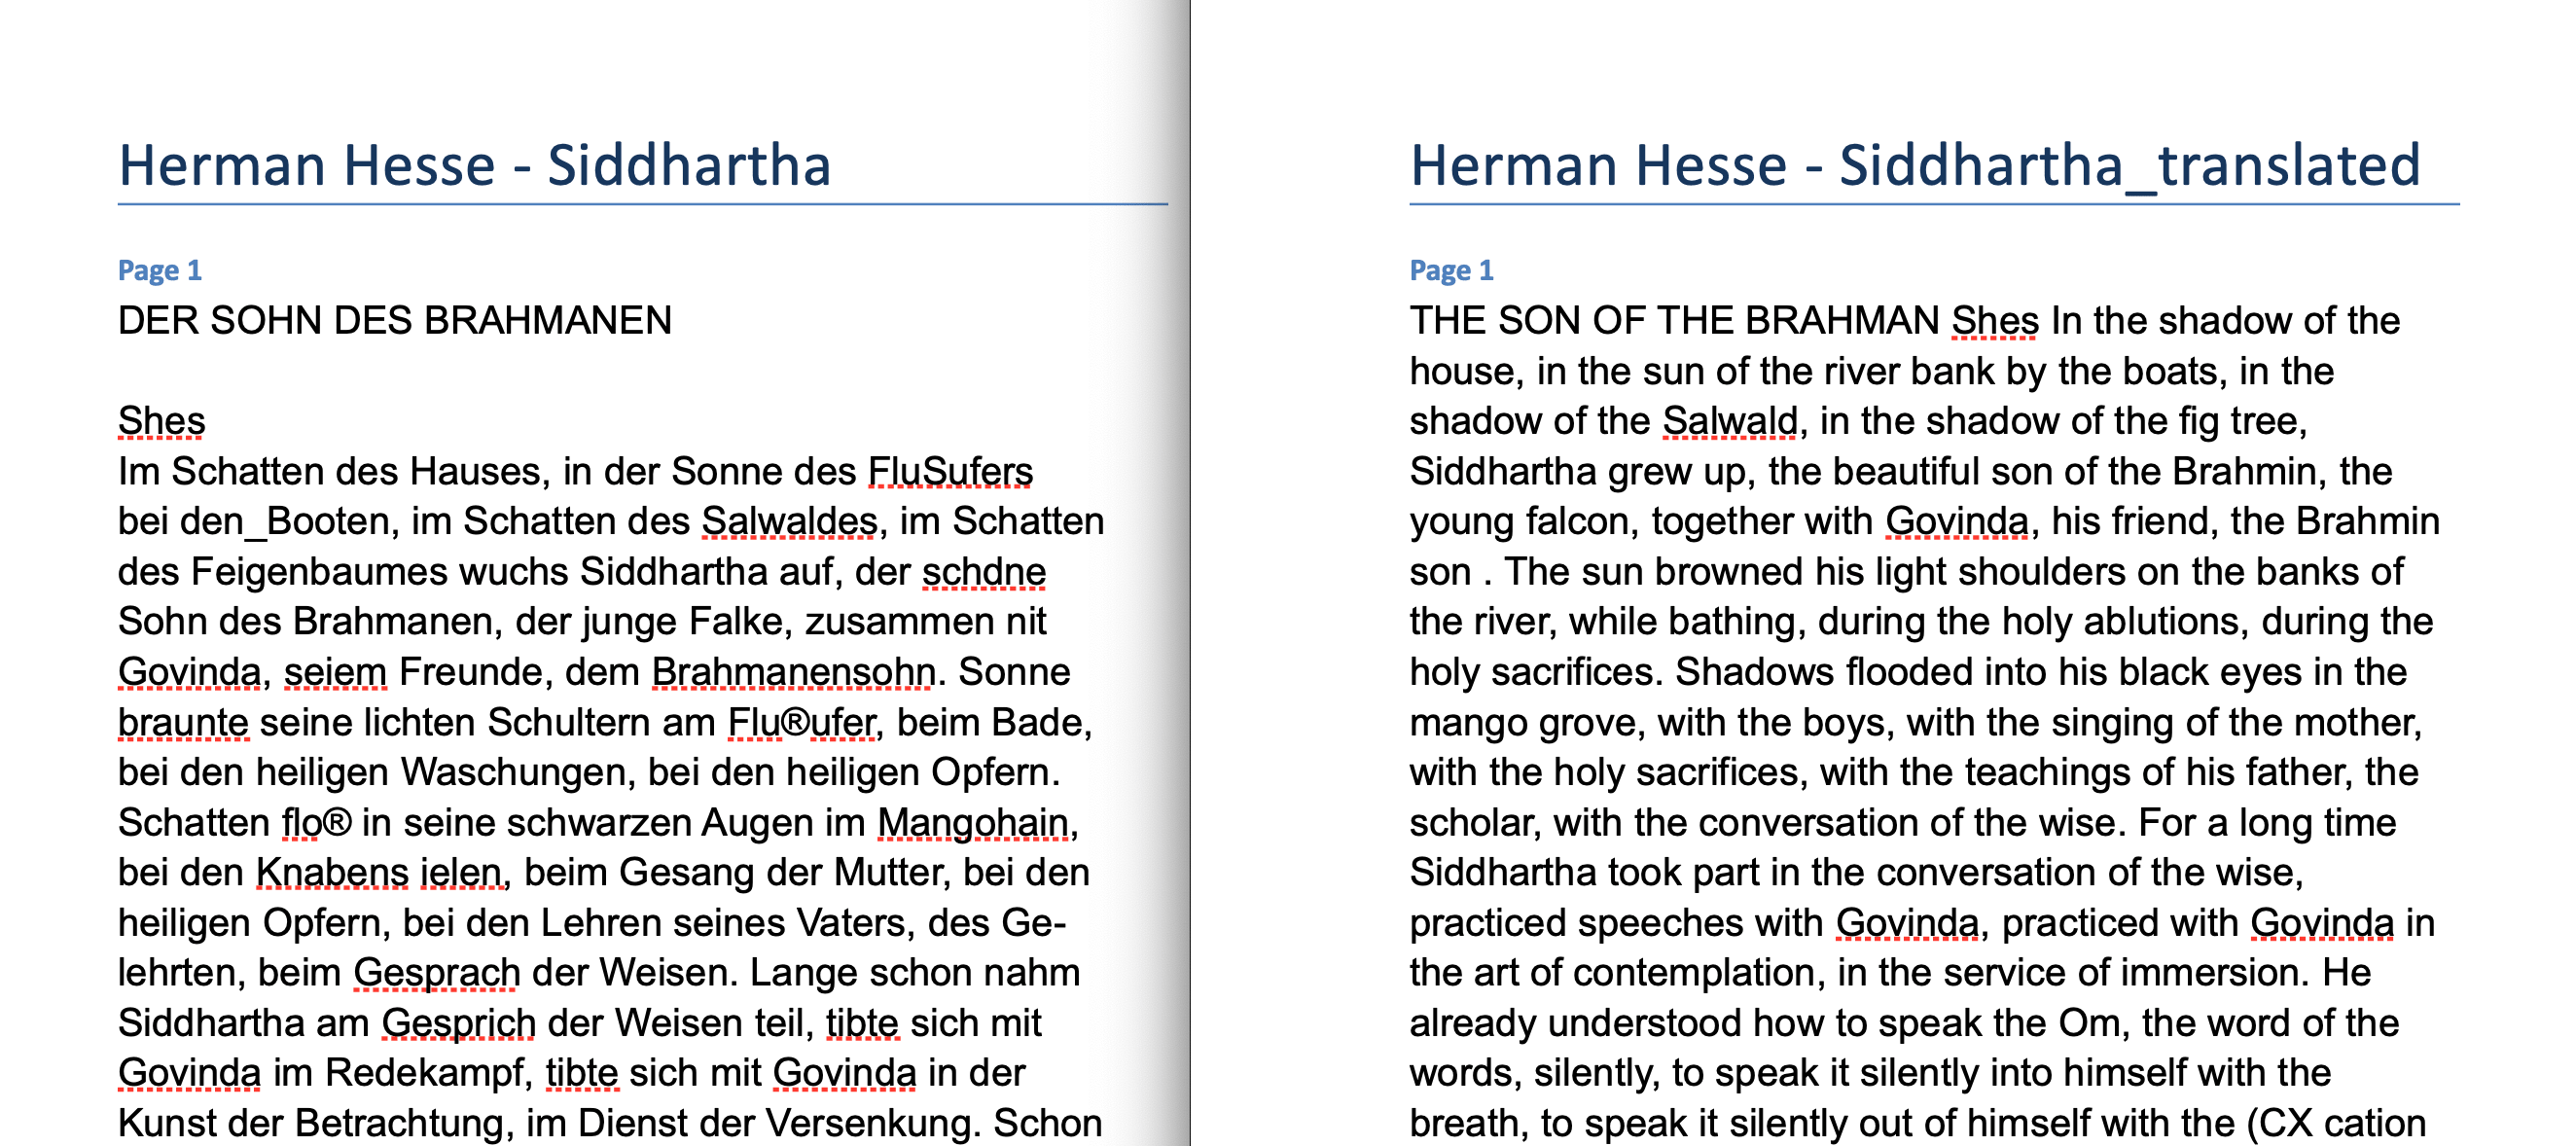 Herman Hesse - Siddhartha
Page 1
DER SOHN DES BRAHMANEN
Shes
Im Schatten des Hauses, in der Sonne des FluSufers
bei den_Booten, im Schatten des Salwaldes, im Schatten
des Feigenbaumes wuchs Siddhartha auf, der schdne
Sohn des Brahmanen, der junge Falke, zusammen nit
Govinda, seiem Freunde, dem Brahmanensohn. Sonne
braunte seine lichten Schultern am Flu®ufer, beim Bade,
bei den heiligen Waschungen, bei den heiligen Opfern.
Schatten flo® in seine schwarzen Augen im Mangohain,
bei den Knabens ielen, beim Gesang der Mutter, bei den
heiligen Opfern, bei den Lehren seines Vaters, des Ge-
lehrten, beim Gesprach der Weisen. Lange schon nahm
Siddhartha am Gesprich der Weisen teil, tibte sich mit
Govinda im Redekampf, tibte sich mit Govinda in der
Kunst der Betrachtung, im Dienst der Versenkung. Schon
Herman Hesse - Siddhartha_translated
Page 1
THE SON OF THE BRAHMAN Shes In the shadow of the
house, in the sun of the river bank by the boats, in the
shadow of the Salwald, in the shadow of the fig tree,
Siddhartha grew up, the beautiful son of the Brahmin, the
young falcon, together with Govinda, his friend, the Brahmin
son . The sun browned his light shoulders on the banks of
the river, while bathing, during the holy ablutions, during the
holy sacrifices. Shadows flooded into his black eyes in the
mango grove, with the boys, with the singing of the mother,
with the holy sacrifices, with the teachings of his father, the
scholar, with the conversation of the wise. For a long time
Siddhartha took part in the conversation of the wise,
practiced speeches with Govinda, practiced with Govinda in
the art of contemplation, in the service of immersion. He
already understood how to speak the Om, the word of the
words, silently, to speak it silently into himself with the
breath, to speak it silently out of himself with the (CX cation